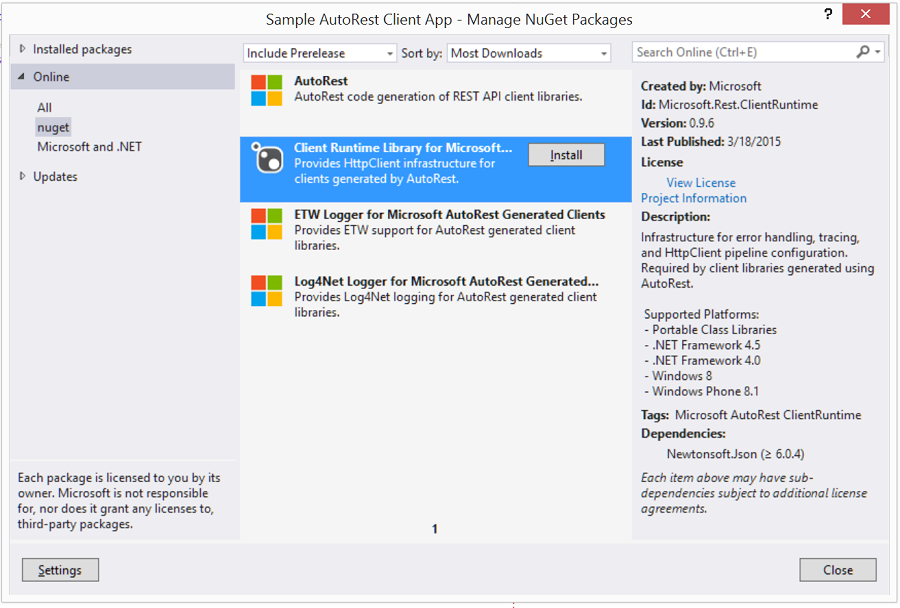 Sample AutoRest Client App - Manage NuGet Packages
?
x
Installed packages
Online
All
nuget
Microsoft and .NET
Updates
Each package is licensed to you by its
owner. Microsoft is not responsible
for, nor does it grant any licenses to,
third-party packages.
Settings
Include Prerelease
Sort by:
Most Downloads
AutoRest
AutoRest code generation of REST API client libraries.
Client Runtime Library for Microsoft...
Install
Provides HttpClient infrastructure for
clients generated by AutoRest.
ETW Logger for Microsoft AutoRest Generated Clients
Provides ETW support for AutoRest generated client
libraries.
Log4Net Logger for Microsoft AutoRest Generated...
Provides Log4Net logging for AutoRest generated client
libraries.
1
Search Online (Ctrl+E)
Created by: Microsoft
Id: Microsoft.Rest.ClientRuntime
Version: 0.9.6
Last Published: 3/18/2015
License
View License
Project Information
Description:
Infrastructure for error handling, tracing,
and HttpClient pipeline configuration.
Required by client libraries generated using
AutoRest.
Supported Platforms:
- Portable Class Libraries
- .NET Framework 4.5
- .NET Framework 4.0
- Windows 8
- Windows Phone 8.1
Tags: Microsoft AutoRest ClientRuntime
Dependencies:
Newtonsoft.Json (≥ 6.0.4)
Each item above may have sub-
dependencies subject to additional license
agreements.
Close